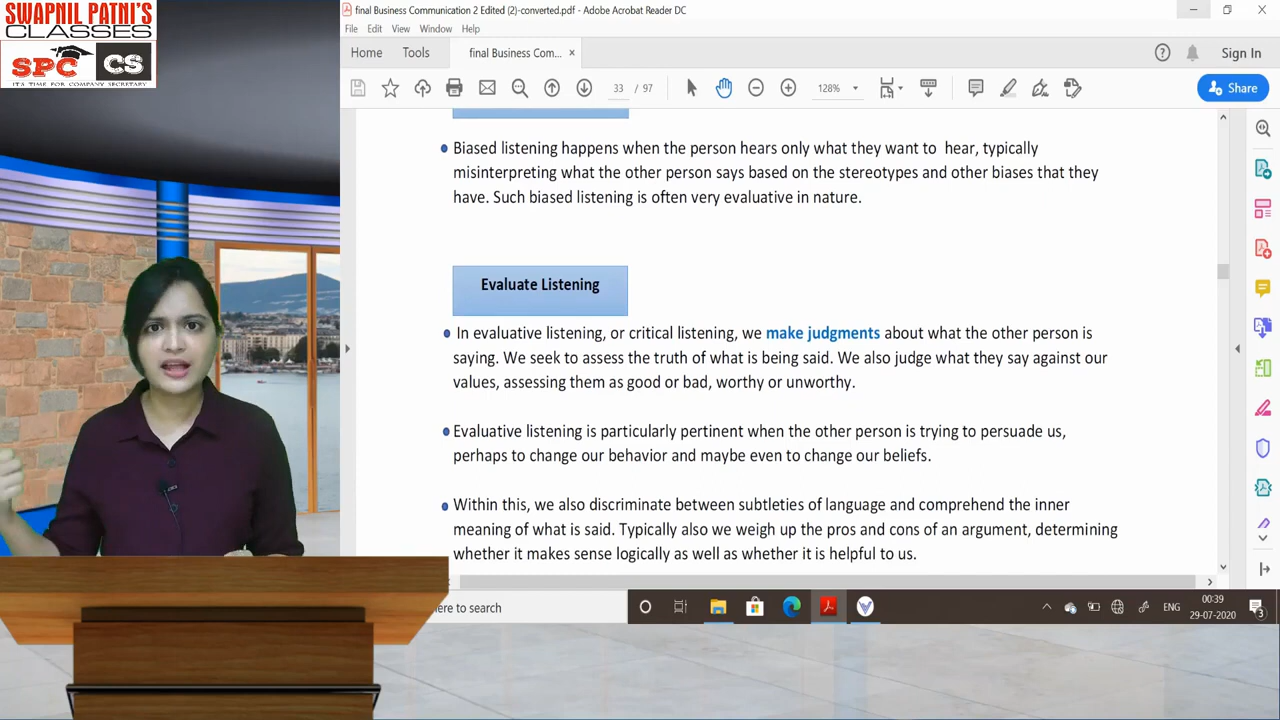 SWAPNIL PATNI'S
CLASSES
SPC CS
IT'S TIME FOR COMPANY SECRETARY
final Business Communication 2 Edited (2)-converted.pdf - Adobe Acrobat Reader DC
File Edit View Window Help
Home Tools final Business Com... × Sign In
33 / 97 128% Share
Biased listening happens when the person hears only what they want to hear, typically
misinterpreting what the other person says based on the stereotypes and other biases that they
have. Such biased listening is often very evaluative in nature.
Evaluate Listening
In evaluative listening, or critical listening, we make judgments about what the other person is
saying. We seek to assess the truth of what is being said. We also judge what they say against our
values, assessing them as good or bad, worthy or unworthy.
Evaluative listening is particularly pertinent when the other person is trying to persuade us,
perhaps to change our behavior and maybe even to change our beliefs.
Within this, we also discriminate between subtleties of language and comprehend the inner
meaning of what is said. Typically also we weigh up the pros and cons of an argument, determining
whether it makes sense logically as well as whether it is helpful to us.
ere to search
ENG
00:39
29-07-2020
3